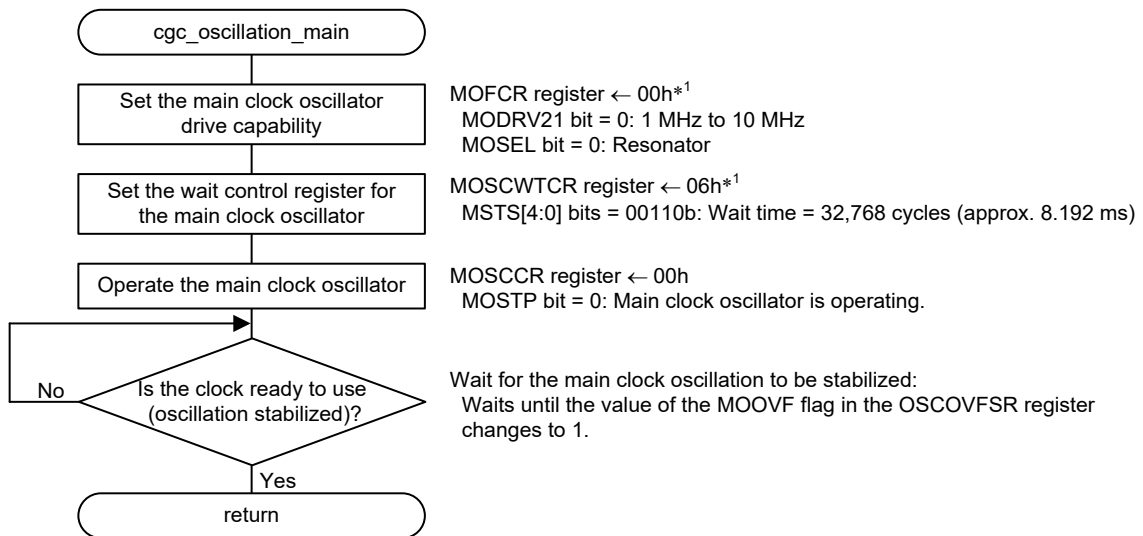 cgc_oscillation_main
Set the main clock oscillator
drive capability
MOFCR register ← 00h*1
MODRV21 bit = 0: 1 MHz to 10 MHz
MOSEL bit = 0: Resonator
Set the wait control register for
the main clock oscillator
MOSCWTCR register ← 06h*1
MSTS[4:0] bits = 00110b: Wait time = 32,768 cycles (approx. 8.192 ms)
Operate the main clock oscillator
MOSCCR register ← 00h
MOSTP bit = 0: Main clock oscillator is operating.
No
Is the clock ready to use
(oscillation stabilized)?
Wait for the main clock oscillation to be stabilized:
Waits until the value of the MOOVF flag in the OSCOVFSR register
changes to 1.
Yes
return